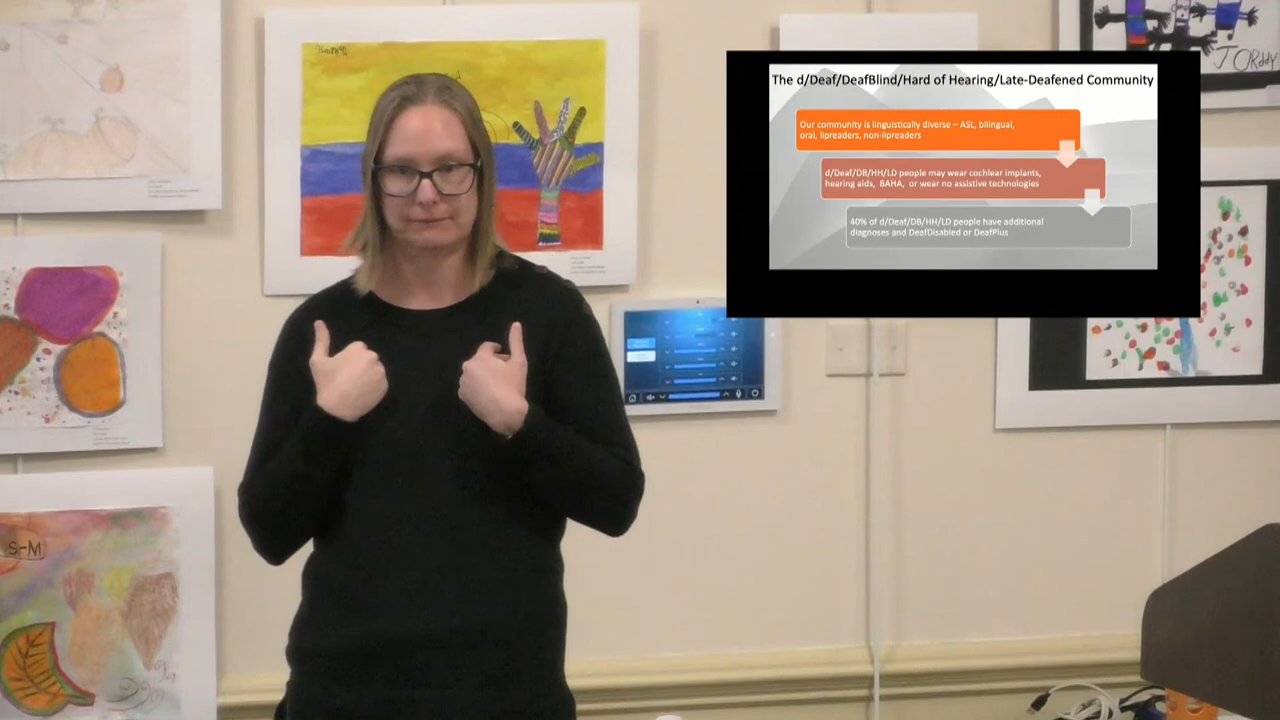 The d/Deaf/DeafBlind/Hard of Hearing/Late-Deafened Community
Our community is linguistically diverse – ASL, bilingual,
oral, lipreaders, non-lipreaders
d/Deaf/DB/HH/LD people may wear cochlear implants,
hearing aids, BAHA, or wear no assistive technologies
40% of d/Deaf/DB/HH/LD people have additional
diagnoses and DeafDisabled or DeafPlus
JORddy
S-M